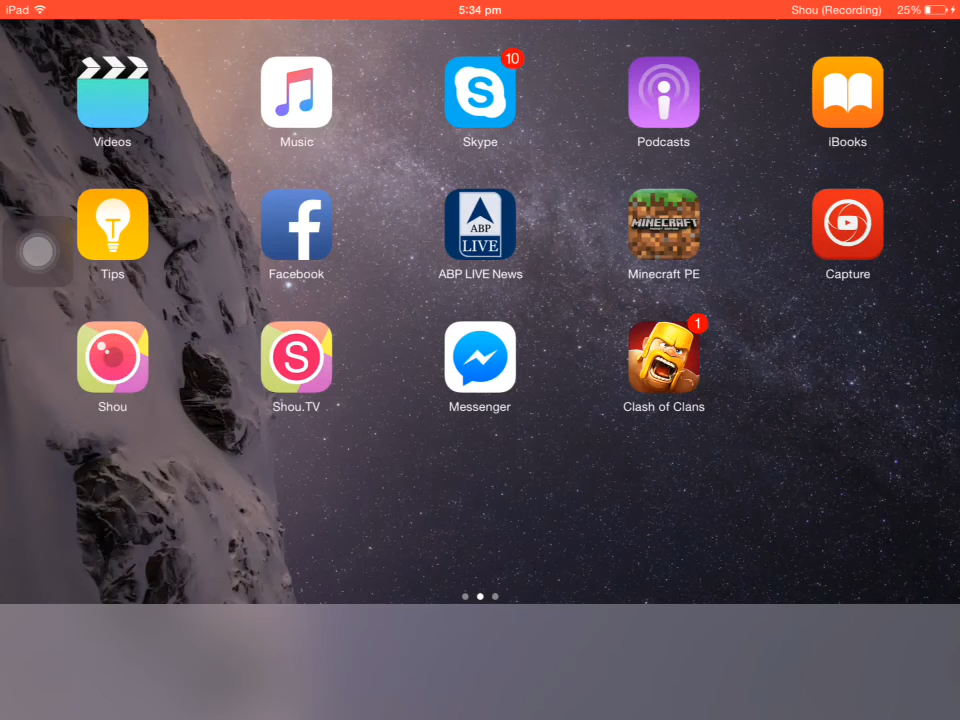 iPad
5:34 pm
Shou (Recording) 25%
10
Videos
Music
Skype
Podcasts
iBooks
ABP
LIVE
MINECRAFT
Tips
Facebook
ABP LIVE News
Minecraft PE
Capture
S
1
Shou
Shou.TV
Messenger
Clash of Clans